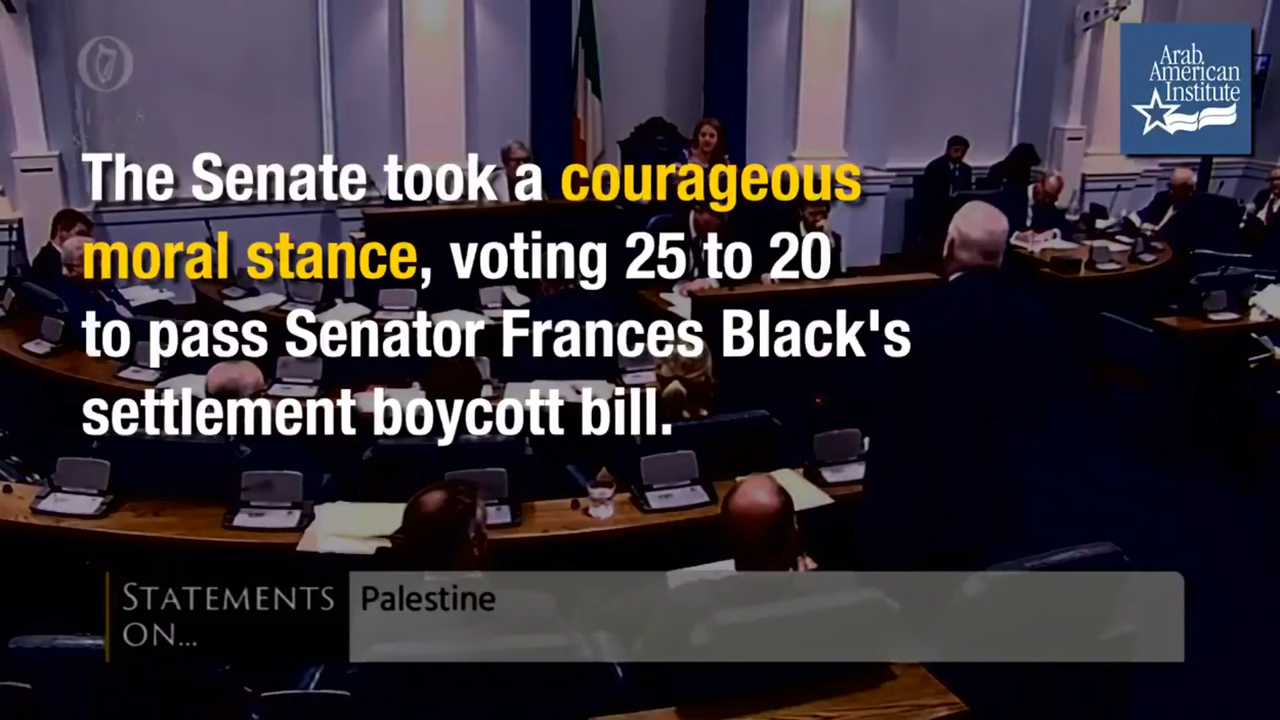 Arab
American
Institute
The Senate took a courageous
moral stance, voting 25 to 20
to pass Senator Frances Black's
settlement boycott bill.
STATEMENTS
ON...
Palestine